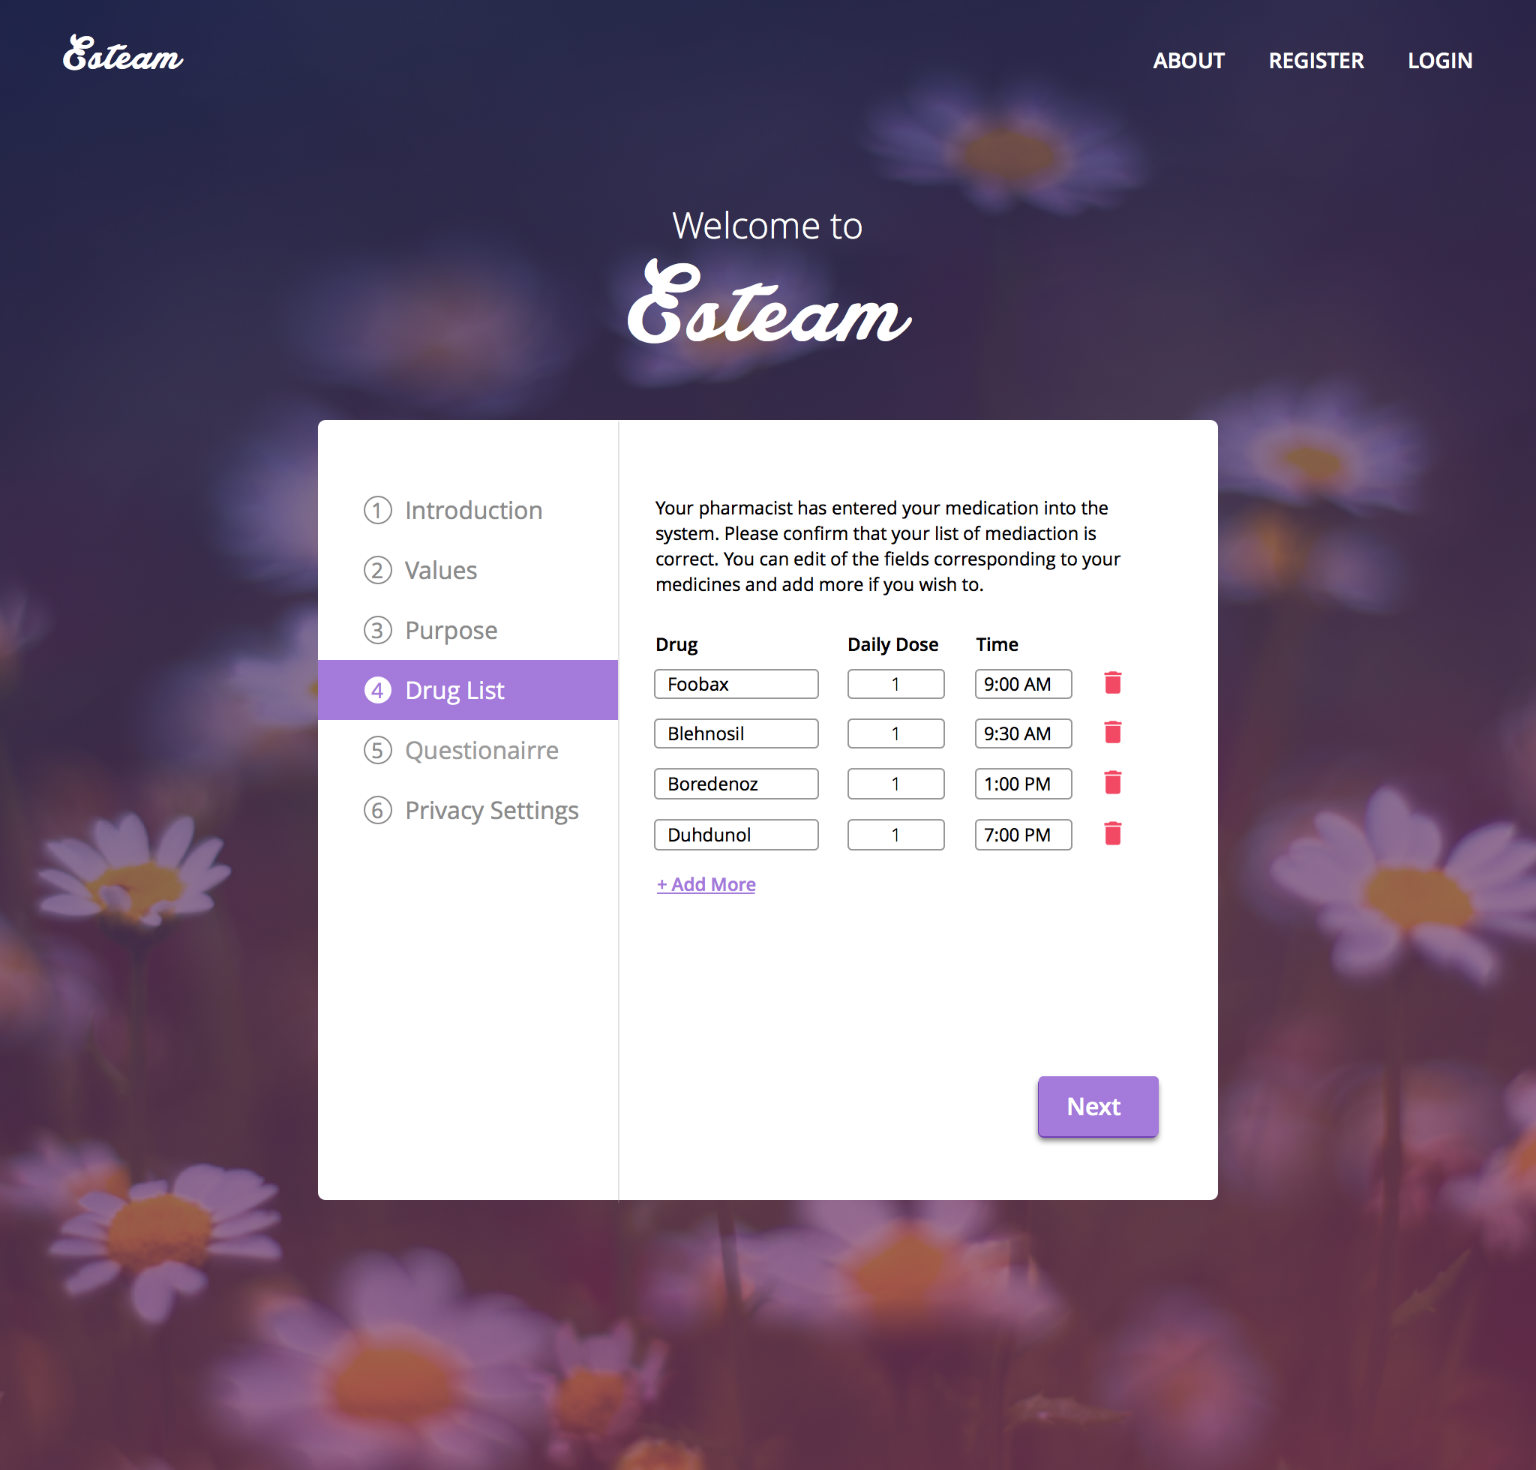 Esteam
ABOUT REGISTER LOGIN
Welcome to
Esteam
1 Introduction
2 Values
3 Purpose
4 Drug List
5 Questionairre
6 Privacy Settings
Your pharmacist has entered your medication into the
system. Please confirm that your list of mediaction is
correct. You can edit of the fields corresponding to your
medicines and add more if you wish to.
Drug Daily Dose Time
Foobax 1 9:00 AM
Blehnosil 1 9:30 AM
Boredenoz 1 1:00 PM
Duhdunol 1 7:00 PM
+ Add More
Next